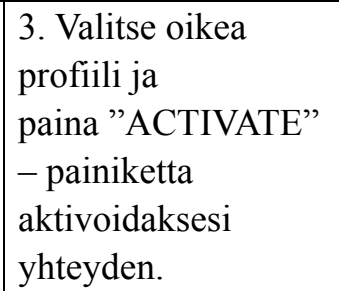 3. Valitse oikea
profiili ja
paina ”ACTIVATE”
– painiketta
aktivoidaksesi
yhteyden.